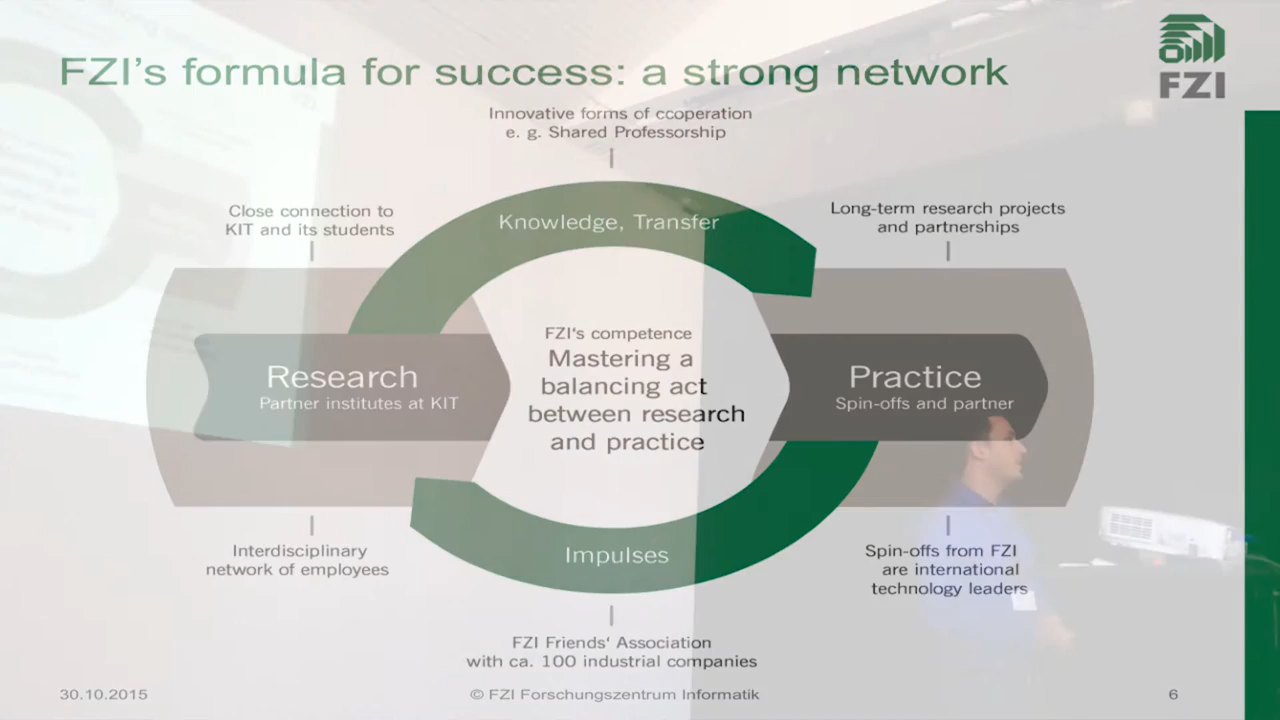 FZI's formula for success: a strong network
FZI
Innovative forms of cooperation
e. g. Shared Professorship
Close connection to
KIT and its students
Long-term research projects
and partnerships
Knowledge, Transfer
FZI's competence
Mastering a
balancing act
between research
and practice
Research
Partner institutes at KIT
Practice
Spin-offs and partner
Impulses
Interdisciplinary
network of employees
Spin-offs from FZI
are international
technology leaders
FZI Friends' Association
with ca. 100 industrial companies
30.10.2015
© FZI Forschungszentrum Informatik
6